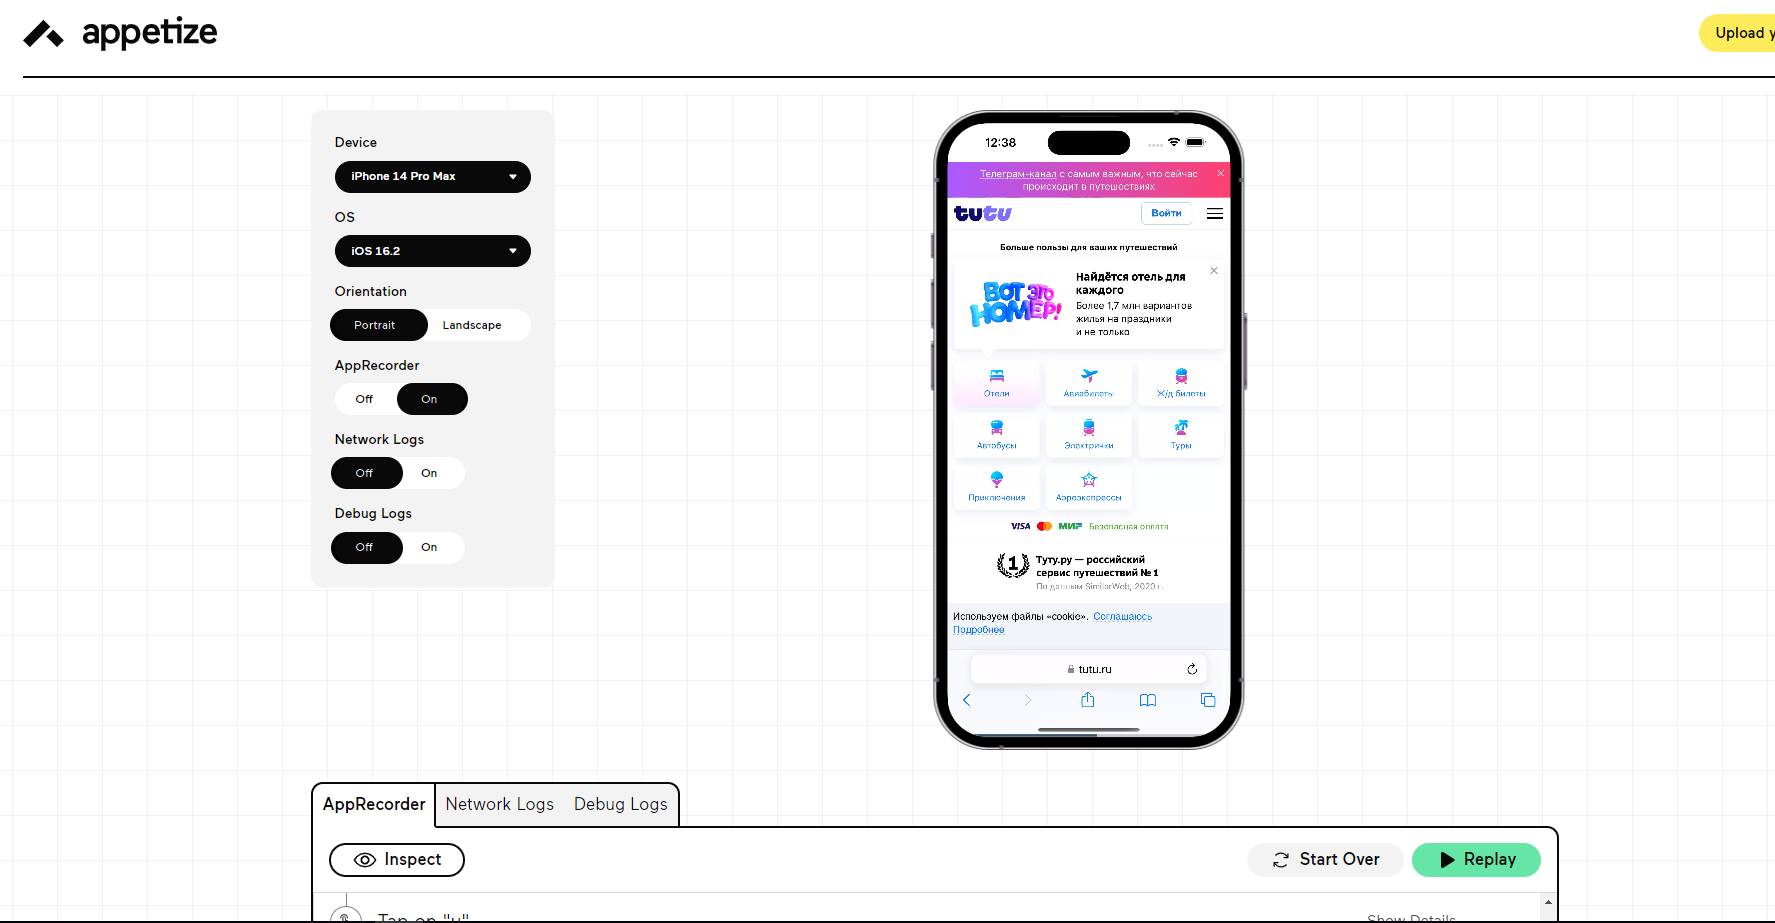 appetize
Upload y
Device
iPhone 14 Pro Max
OS
iOS 16.2
Orientation
Portrait
Landscape
AppRecorder
Off
On
Network Logs
Off
On
Debug Logs
Off
On
12:38
Телеграм-канал с самым важным, что сейчас
происходит в путешествиях
tutu
Войти
Больше пользы для ваших путешествий
ВОТ ЭТО
НОМЕР!
Найдётся отель для
каждого
Более 1,7 млн вариантов
жилья на праздники
и не только
Отели
Авиабилеты
Ж/д билеты
Автобусы
Электрички
Туры
Приключения
Аэроэкспрессы
VISA
МИР
Безопасная оплата
1
Туту.ру — российский
сервис путешествий № 1
По данным SimilarWeb, 2020 г.
Используем файлы «cookie». Соглашаюсь
Подробнее
tutu.ru
AppRecorder
Network Logs
Debug Logs
Inspect
Start Over
Replay
Tap on "u"
Show Details